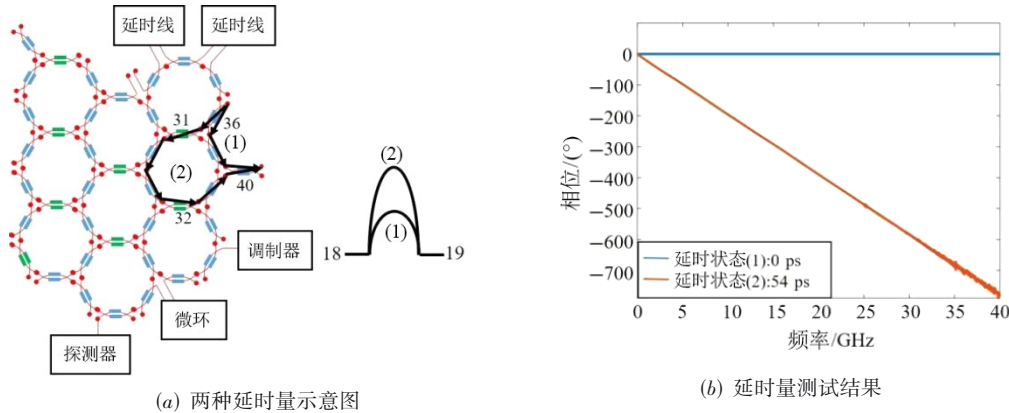 延时线 延时线
31
36
(1)
(2)
40
32
(2)
(1)
18
19
调制器
微环
探测器
(a) 两种延时量示意图
相位/(°)
0
−100
−200
−300
−400
−500
−600
−700
延时状态(1):0 ps
延时状态(2):54 ps
0 5 10 15 20 25 30 35 40
频率/GHz
(b) 延时量测试结果